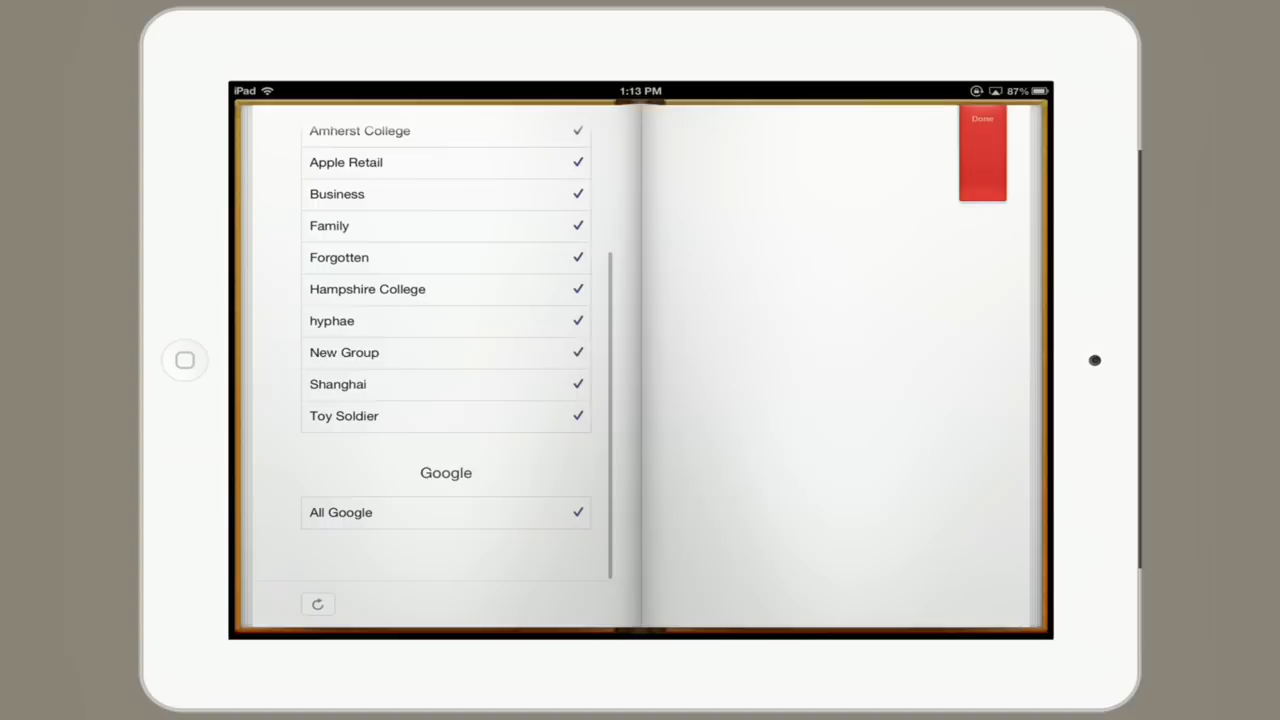 iPad
1:13 PM
87%
Done
Amherst College
Apple Retail
Business
Family
Forgotten
Hampshire College
hyphae
New Group
Shanghai
Toy Soldier
Google
All Google